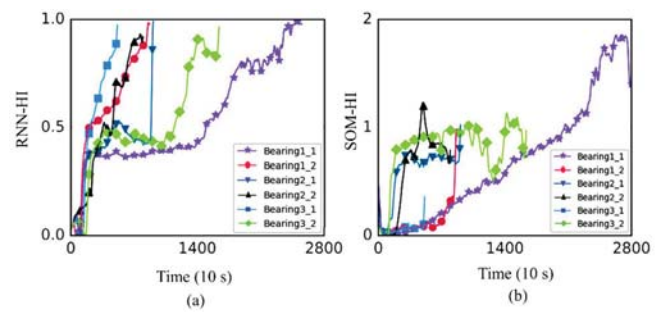 (a)
1.0
0.5
0.0
RNN-HI
0
1400
2800
Time (10 s)
Bearing1_1
Bearing1_2
Bearing2_1
Bearing2_2
Bearing3_1
Bearing3_2
(a)
2
1
0
SOM-HI
0
1400
2800
Time (10 s)
Bearing1_1
Bearing1_2
Bearing2_1
Bearing2_2
Bearing3_1
Bearing3_2
(b)